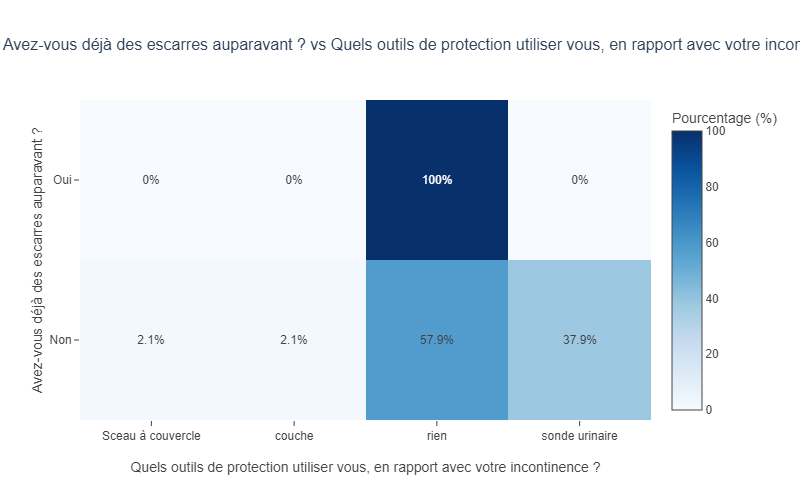 Avez-vous déjà des escarres auparavant ? vs Quels outils de protection utiliser vous, en rapport avec votre incor
Pourcentage (%)
100
80
60
40
20
0
Avez-vous déjà des escarres auparavant ?
Oui
0%
0%
100%
0%
Non
2.1%
2.1%
57.9%
37.9%
Sceau à couvercle
couche
rien
sonde urinaire
Quels outils de protection utiliser vous, en rapport avec votre incontinence ?